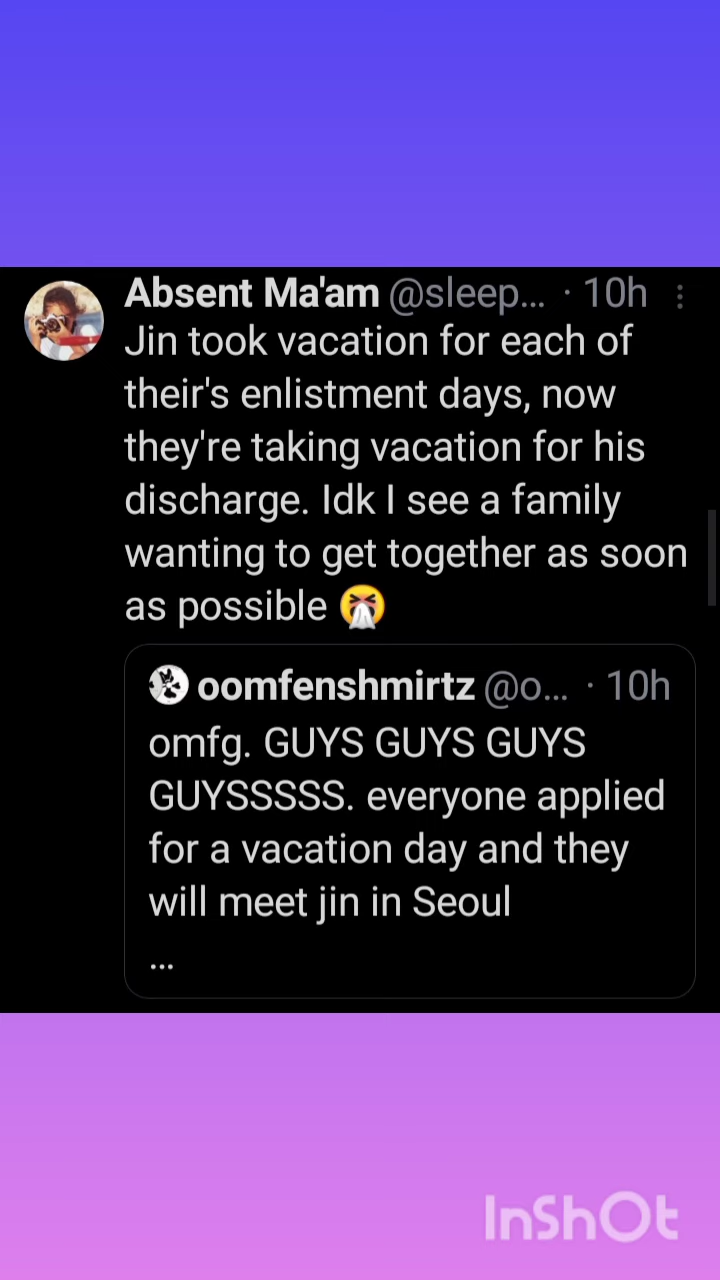 Absent Ma'am @sleep... · 10h
Jin took vacation for each of
their's enlistment days, now
they're taking vacation for his
discharge. Idk I see a family
wanting to get together as soon
as possible 🤧
oomfenshmirtz @o... · 10h
omfg. GUYS GUYS GUYS
GUYSSSSS. everyone applied
for a vacation day and they
will meet jin in Seoul
...
InShOt